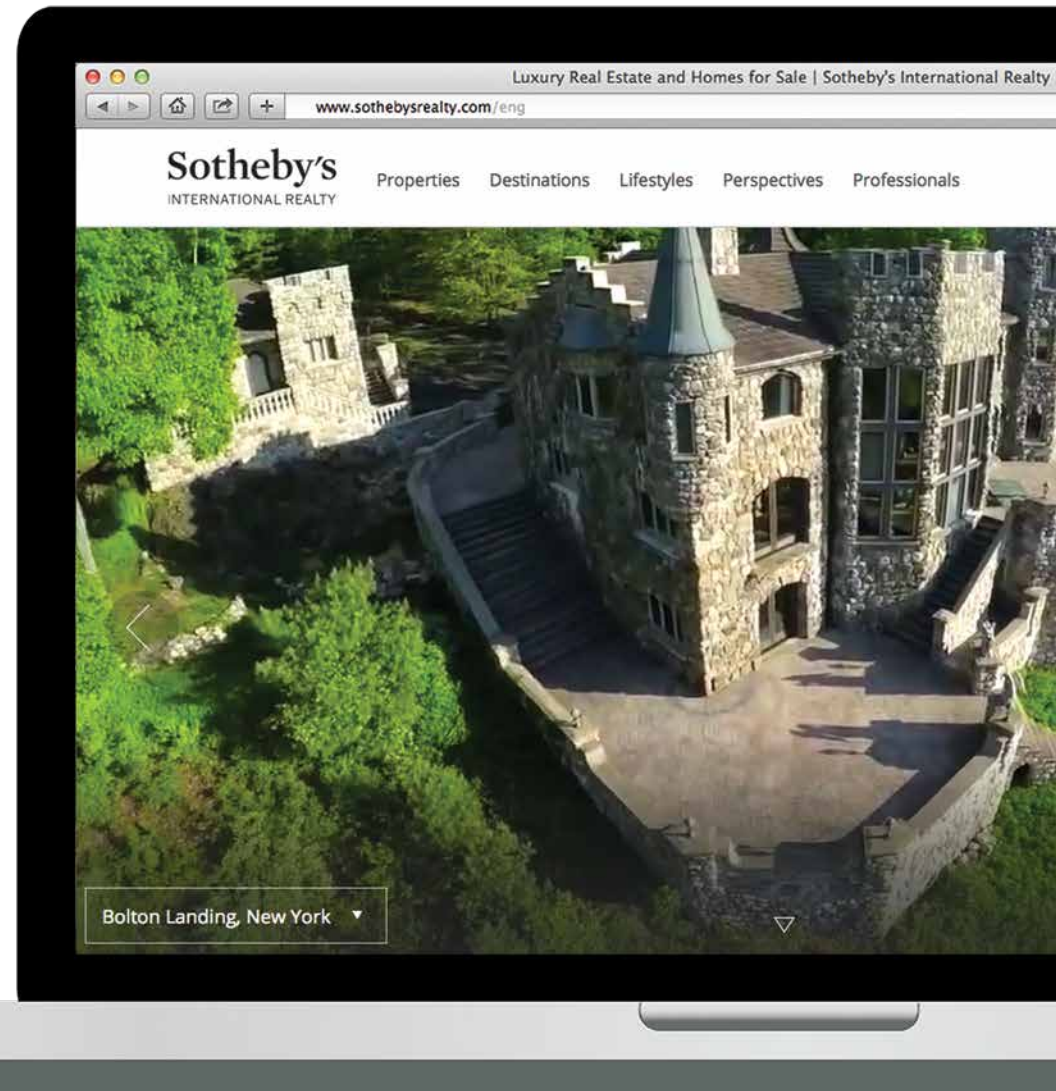 Luxury Real Estate and Homes for Sale | Sotheby's International Realty
www.sothebysrealty.com/eng
Sotheby's
INTERNATIONAL REALTY
Properties Destinations Lifestyles Perspectives Professionals
Bolton Landing, New York